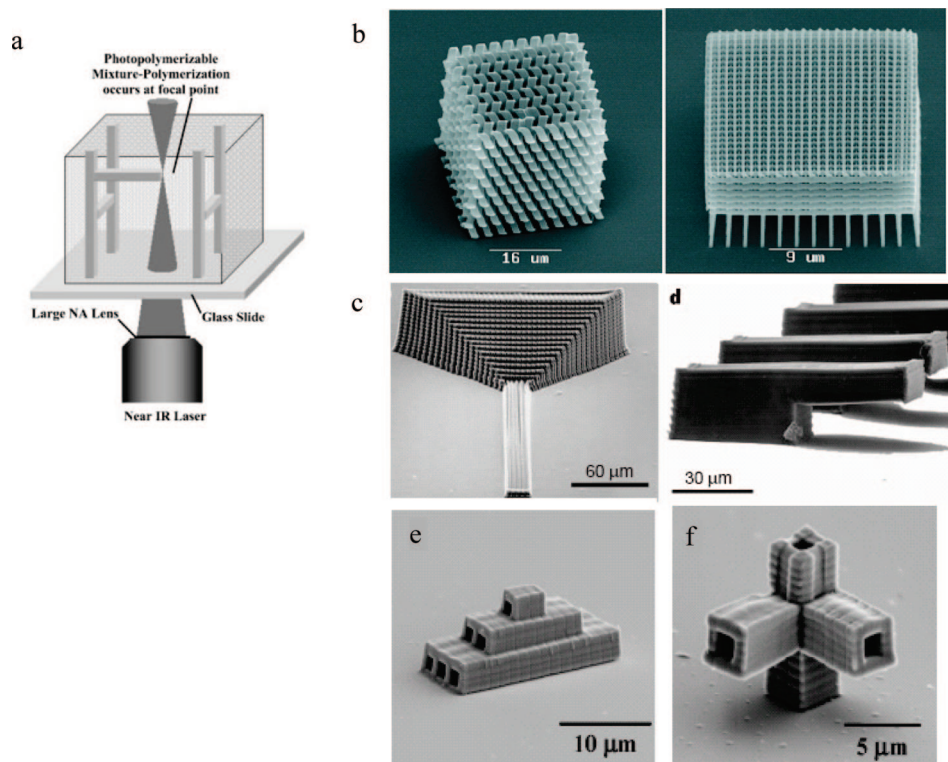 a
Photopolymerizable
Mixture-Polymerization
occurs at focal point
Large NA Lens
Glass Slide
Near IR Laser
b
16 um
9 um
c
60 μm
d
30 μm
e
10 μm
f
5 μm